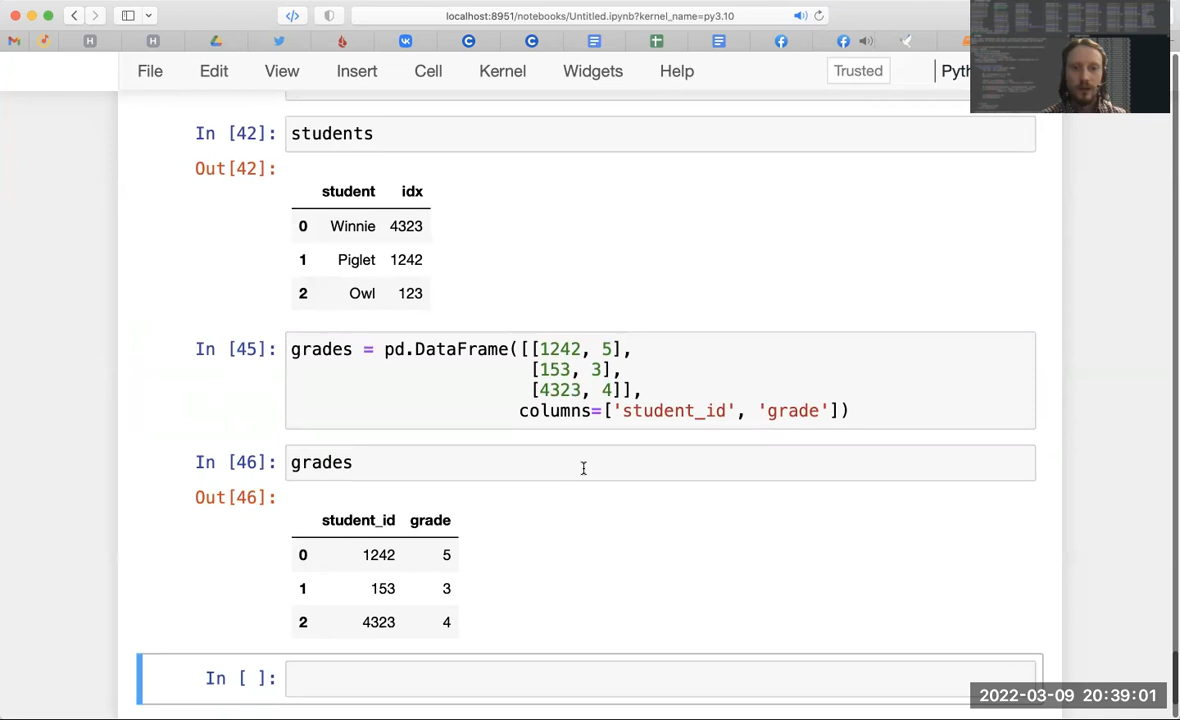 localhost:8951/notebooks/Untitled.ipynb?kernel_name=py3.10
File Edit View Insert Cell Kernel Widgets Help Trusted Pyth
In [42]: students
Out[42]:
student idx
0 Winnie 4323
1 Piglet 1242
2 Owl 123
In [45]: grades = pd.DataFrame([[1242, 5],
[153, 3],
[4323, 4]],
columns=['student_id', 'grade'])
In [46]: grades
Out[46]:
student_id grade
0 1242 5
1 153 3
2 4323 4
In [ ]:
2022-03-09 20:39:01